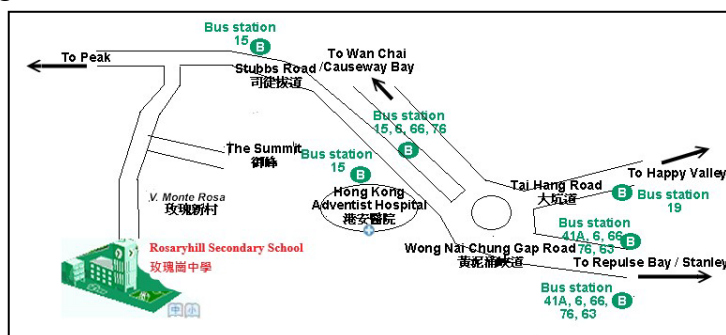 Bus station
15 B
To Peak
To Wan Chai
/Causeway Bay
Stubbs Road
司徒拔道
Bus station
15, 6, 66, 76
B
The Summit
御峰
Bus station
15 B
To Happy Valley
Tai Hang Road
大坑道
B Bus station
19
V. Monte Rosa
玫瑰新村
Hong Kong
Adventist Hospital
港安醫院
Bus station
41A, 6, 66
76, 63 B
Rosaryhill Secondary School
玫瑰崗中學
Wong Nai Chung Gap Road
黃泥涌峽道
To Repulse Bay / Stanley
Bus station
41A, 6, 66,
76, 63 B
中 小